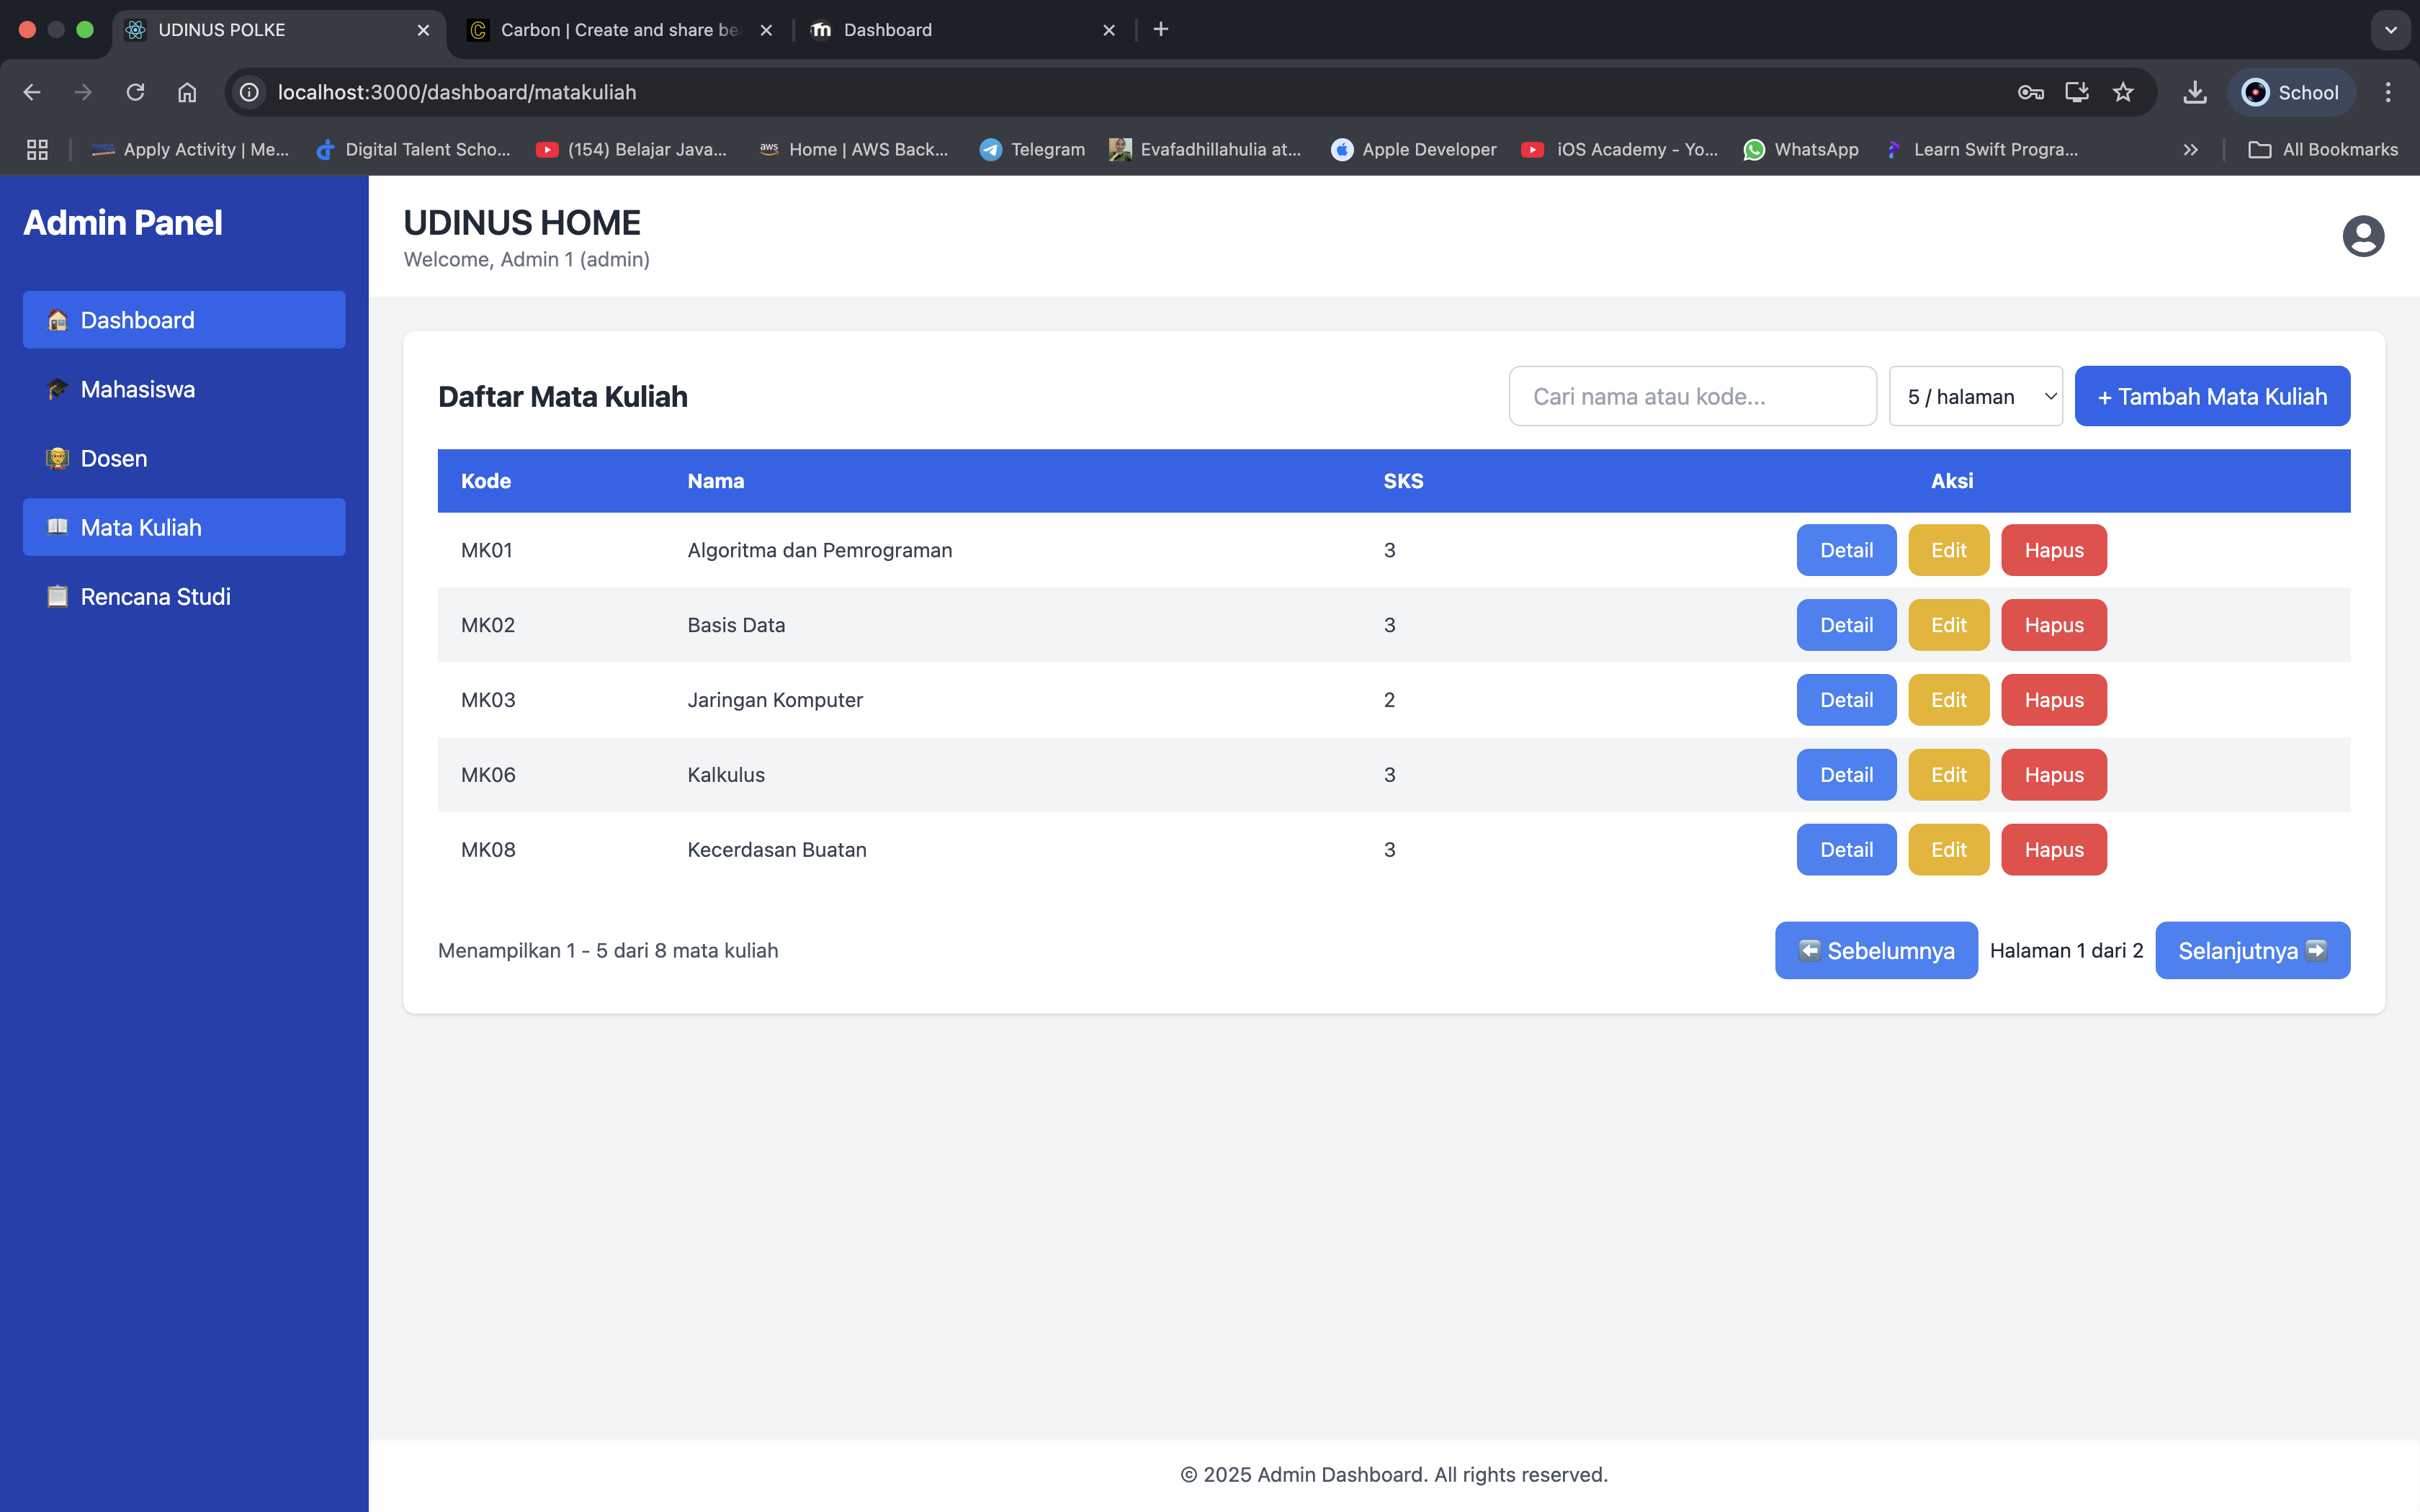 UDINUS POLKE
Carbon | Create and share be
Dashboard
localhost:3000/dashboard/matakuliah
School
Apply Activity | Me...
Digital Talent Scho...
(154) Belajar Java...
aws
Home | AWS Back...
Telegram
Evafadhillahulia at...
Apple Developer
iOS Academy - Yo...
WhatsApp
Learn Swift Progra...
All Bookmarks
Admin Panel
Dashboard
Mahasiswa
Dosen
Mata Kuliah
Rencana Studi
UDINUS HOME
Welcome, Admin 1 (admin)
Daftar Mata Kuliah
Cari nama atau kode...
5 / halaman
+ Tambah Mata Kuliah
Kode Nama SKS Aksi
MK01 Algoritma dan Pemrograman 3 Detail Edit Hapus
MK02 Basis Data 3 Detail Edit Hapus
MK03 Jaringan Komputer 2 Detail Edit Hapus
MK06 Kalkulus 3 Detail Edit Hapus
MK08 Kecerdasan Buatan 3 Detail Edit Hapus
Menampilkan 1 - 5 dari 8 mata kuliah
⬅️ Sebelumnya Halaman 1 dari 2 Selanjutnya ➡️
© 2025 Admin Dashboard. All rights reserved.